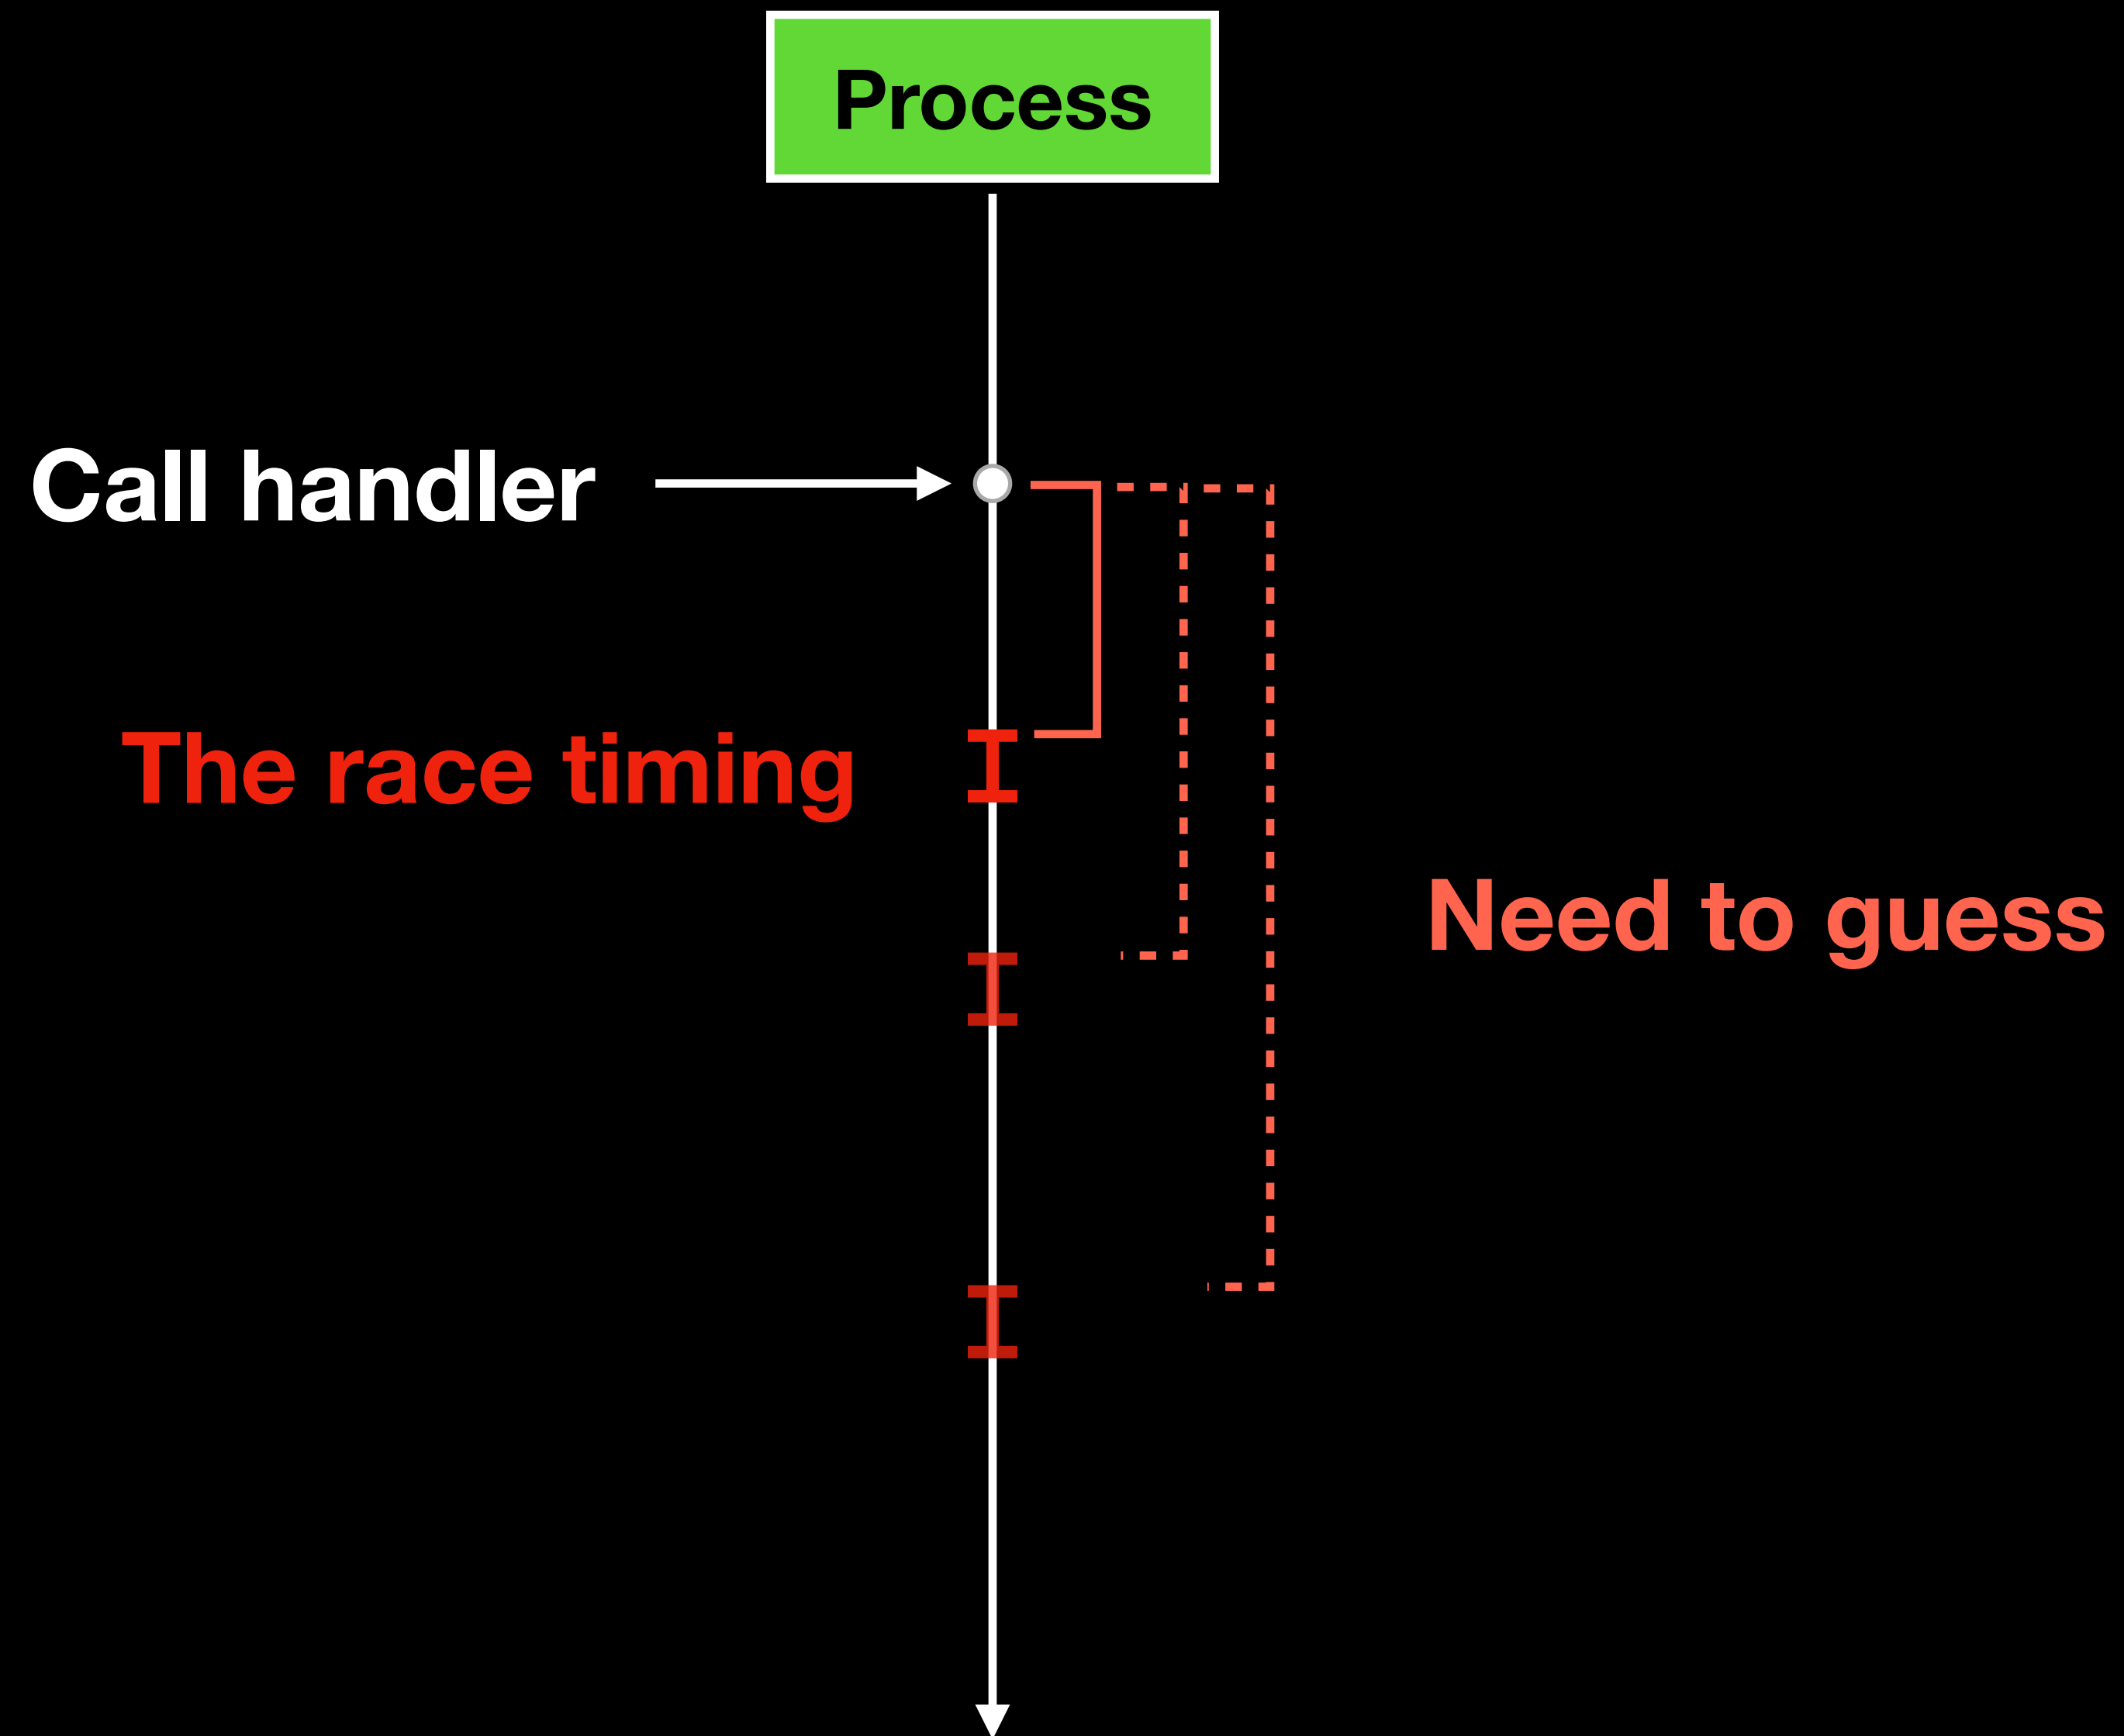 Process
Call handler
The race timing
Need to guess